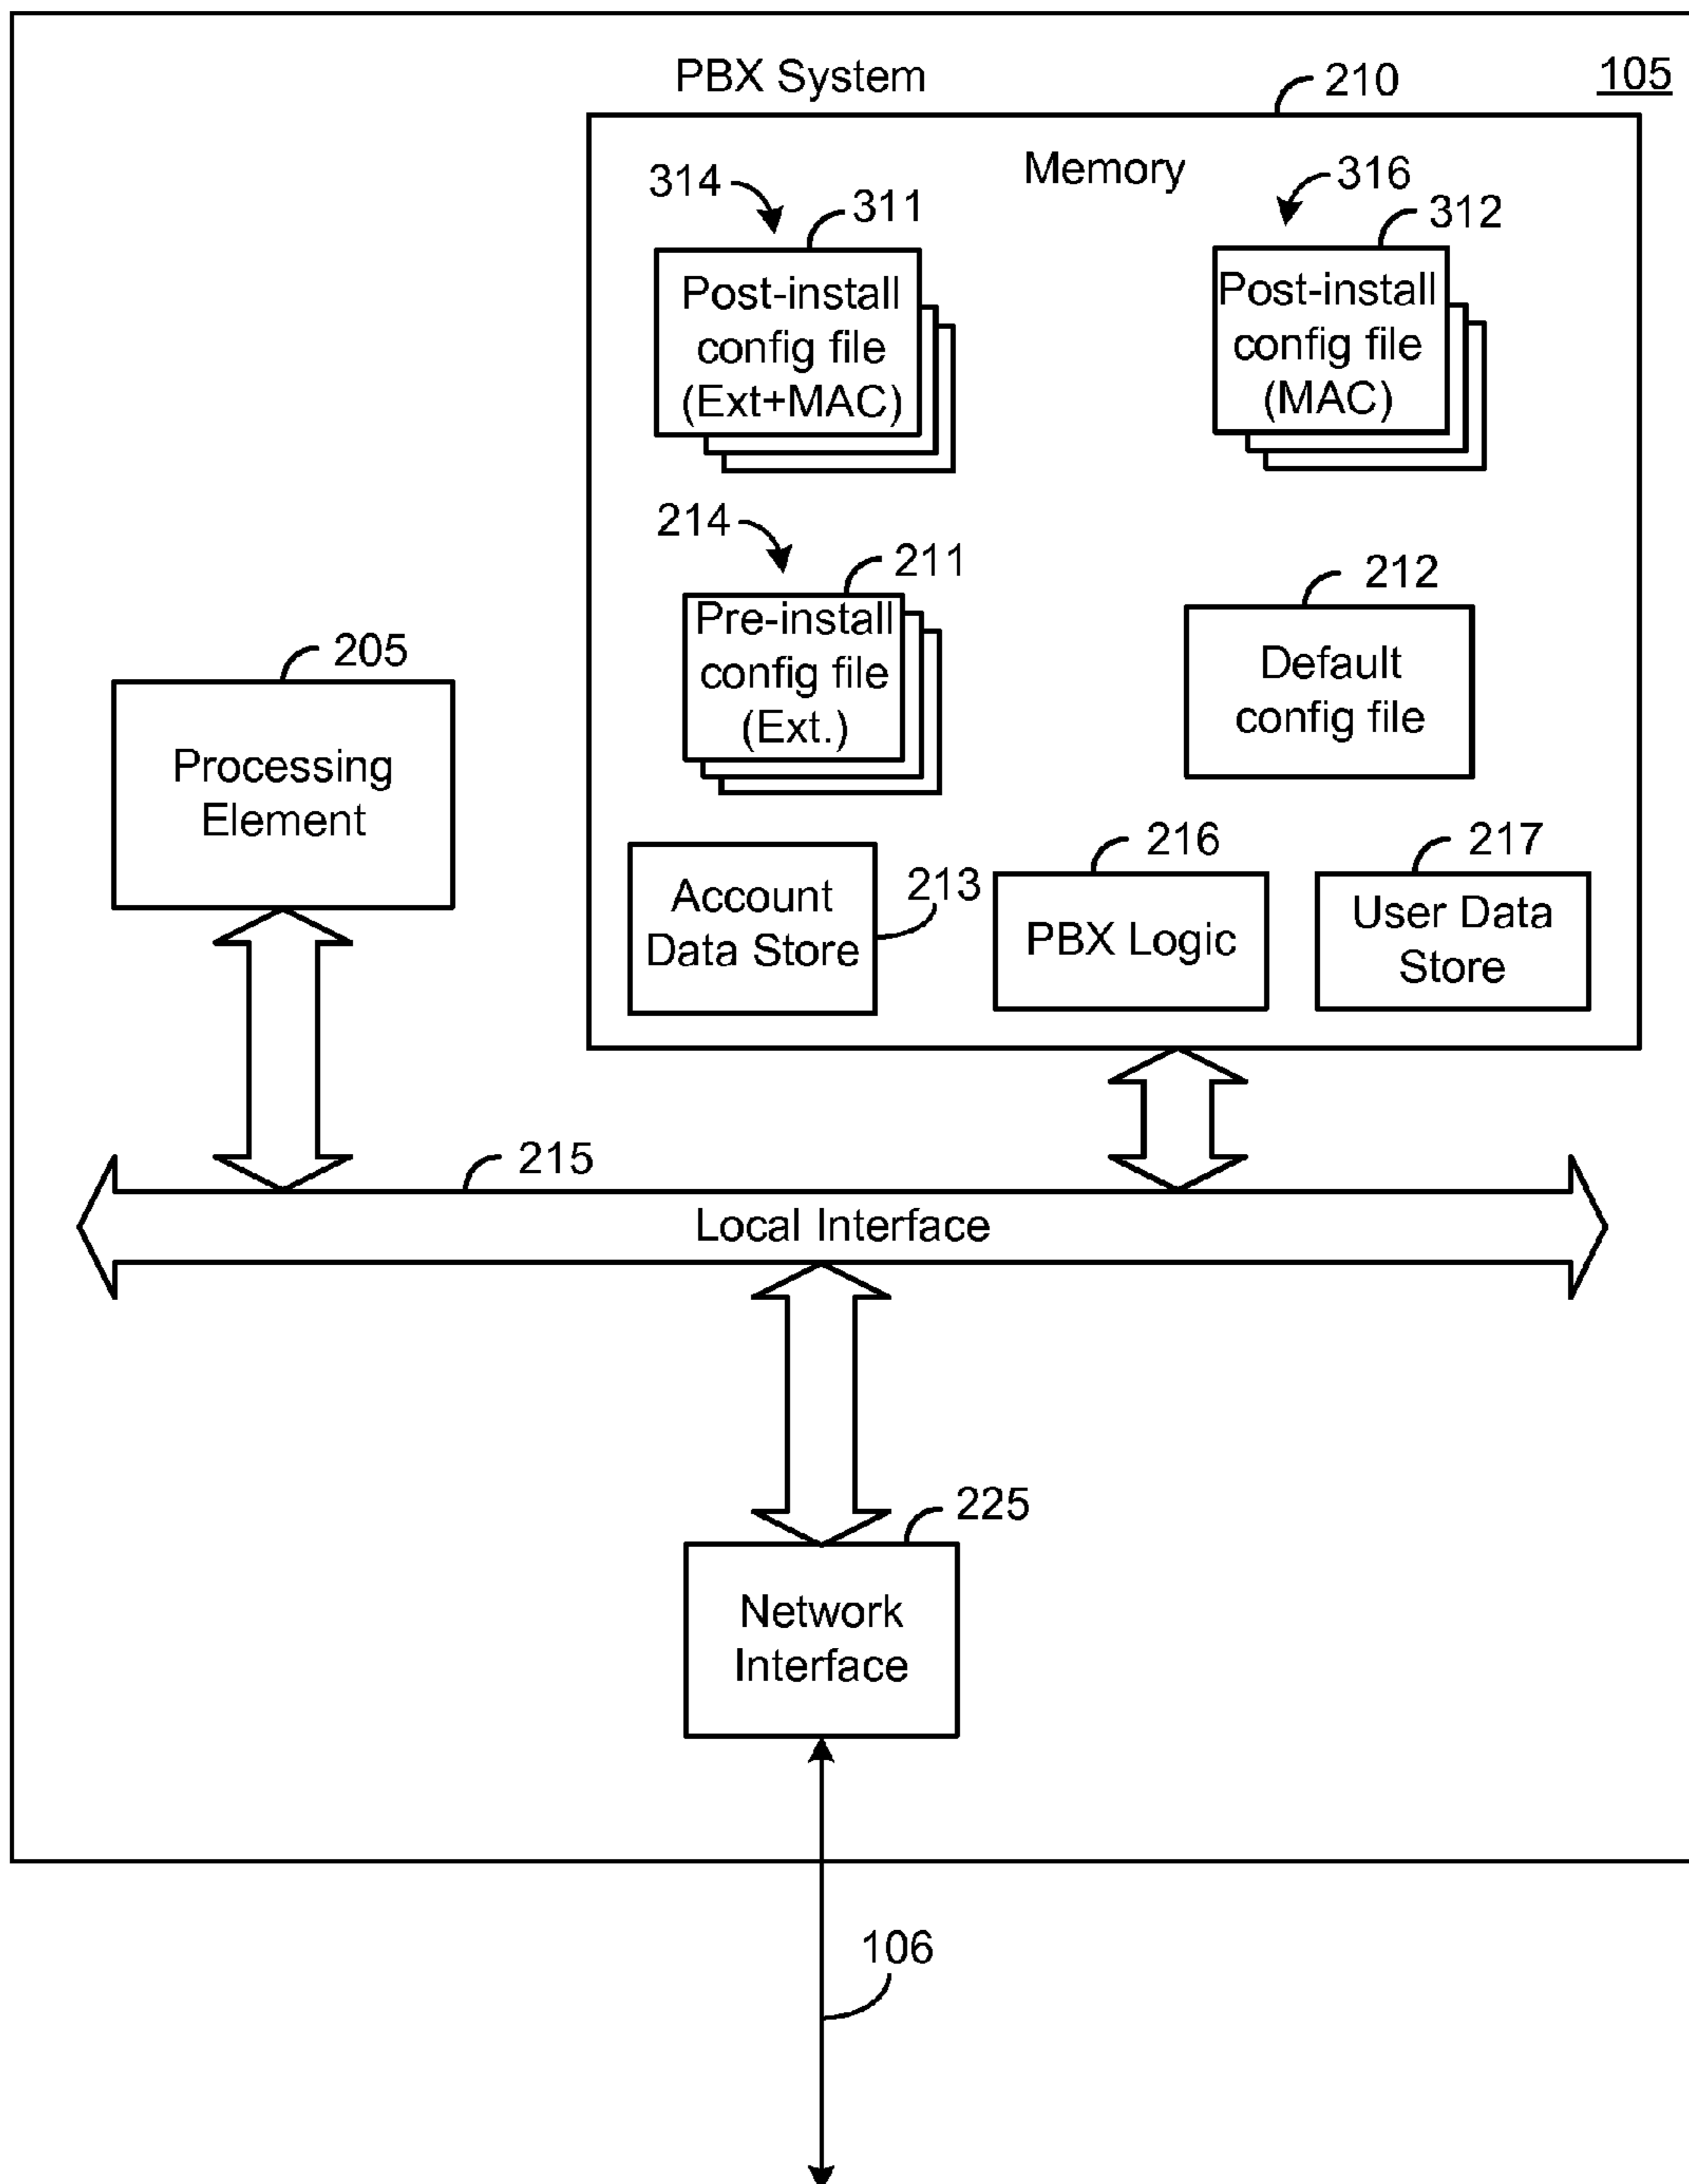 PBX System
105
210
Memory
314
316
311
312
Post-install
config file
(Ext+MAC)
Post-install
config file
(MAC)
214
211
212
Pre-install
config file
(Ext.)
Default
config file
205
Processing
Element
213
216
217
Account
Data Store
PBX Logic
User Data
Store
215
Local Interface
225
Network
Interface
106